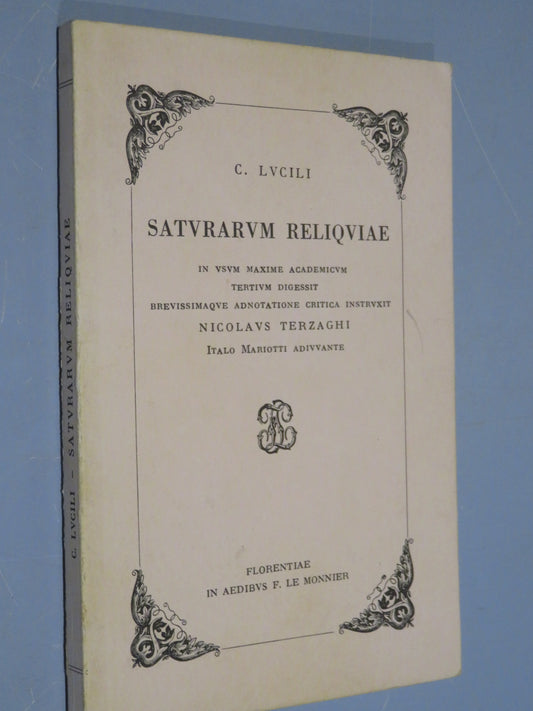 C. LVCILI
SATVRARVM RELIQVIAE
IN VSVM MAXIME ACADEMICVM
TERTIVM DIGESSIT
BREVISSIMAQVE ADNOTATIONE CRITICA INSTRVXIT
NICOLAVS TERZAGHI
ITALO MARIOTTI ADIVVANTE
FLORENTIAE
IN AEDIBVS F. LE MONNIER
C. LVCILI - SATVRARVM RELIQVIAE